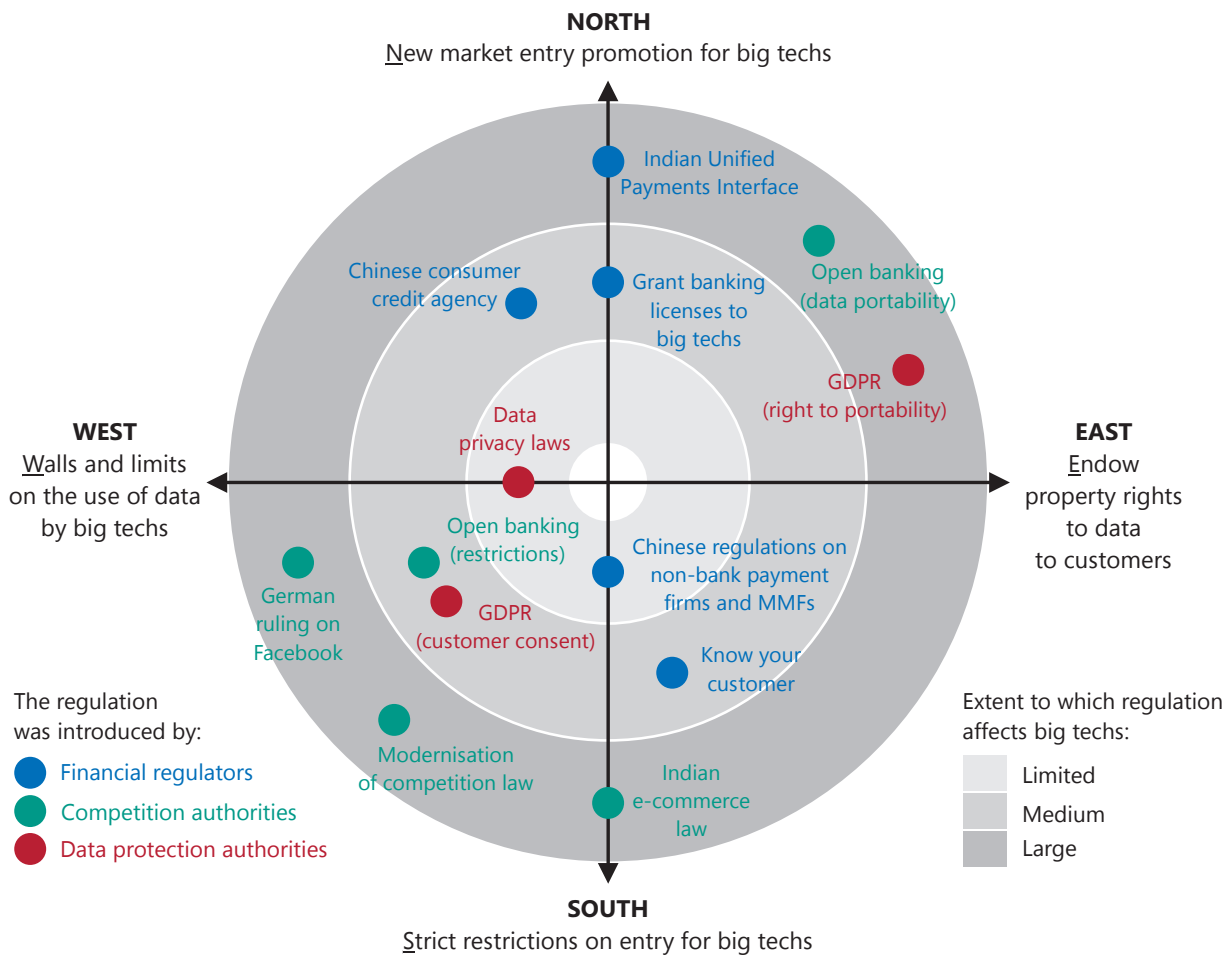 NORTH
New market entry promotion for big techs
Indian Unified
Payments Interface
Chinese consumer
credit agency
Grant banking
licenses to
big techs
Open banking
(data portability)
GDPR
(right to portability)
Data
privacy laws
WEST
Walls and limits
on the use of data
by big techs
EAST
Endow
property rights
to data
to customers
Open banking
(restrictions)
Chinese regulations on
non-bank payment
firms and MMFs
German
ruling on
Facebook
GDPR
(customer consent)
Know your
customer
Modernisation
of competition law
Indian
e-commerce
law
The regulation
was introduced by:
Financial regulators
Competition authorities
Data protection authorities
Extent to which regulation
affects big techs:
Limited
Medium
Large
SOUTH
Strict restrictions on entry for big techs